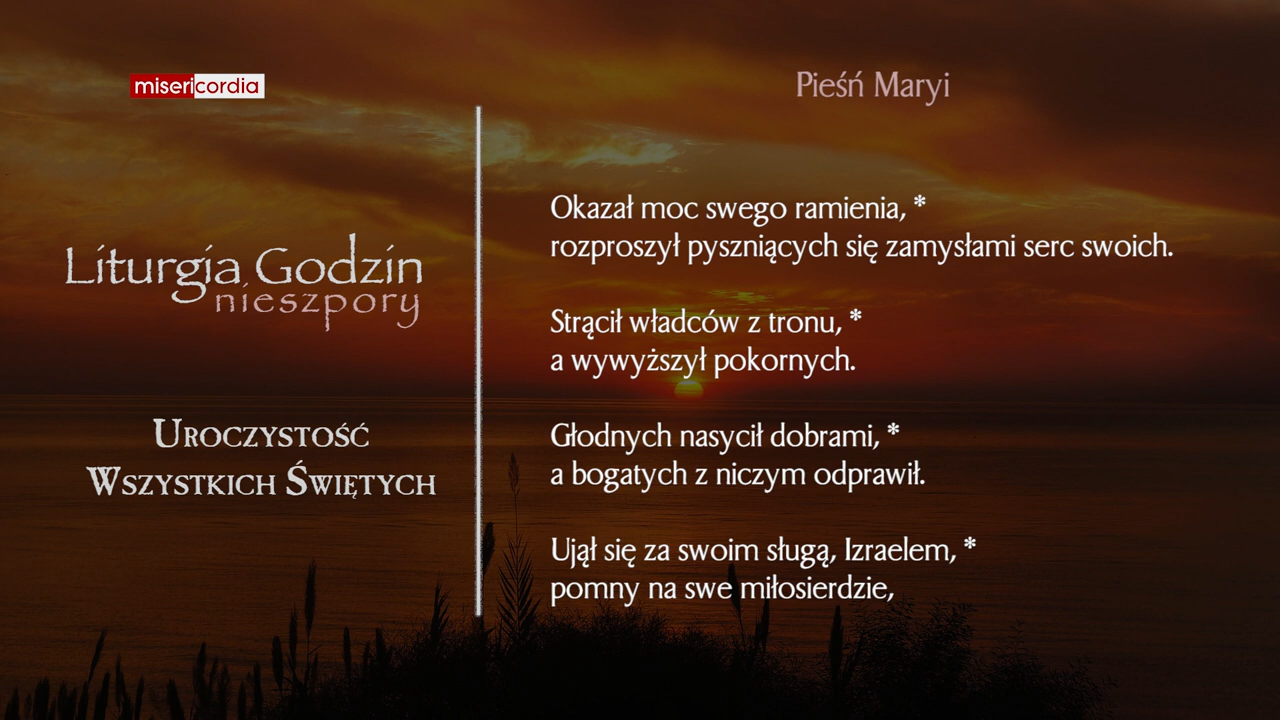 misericordia
Liturgia Godzin
nieszpory
Uroczystość
Wszystkich Świętych
Pieśń Maryi
Okazał moc swego ramienia, *
rozproszył pyszniących się zamysłami serc swoich.
Strącił władców z tronu, *
a wywyższył pokornych.
Głodnych nasycił dobrami, *
a bogatych z niczym odprawił.
Ujął się za swoim sługą, Izraelem, *
pomny na swe miłosierdzie,